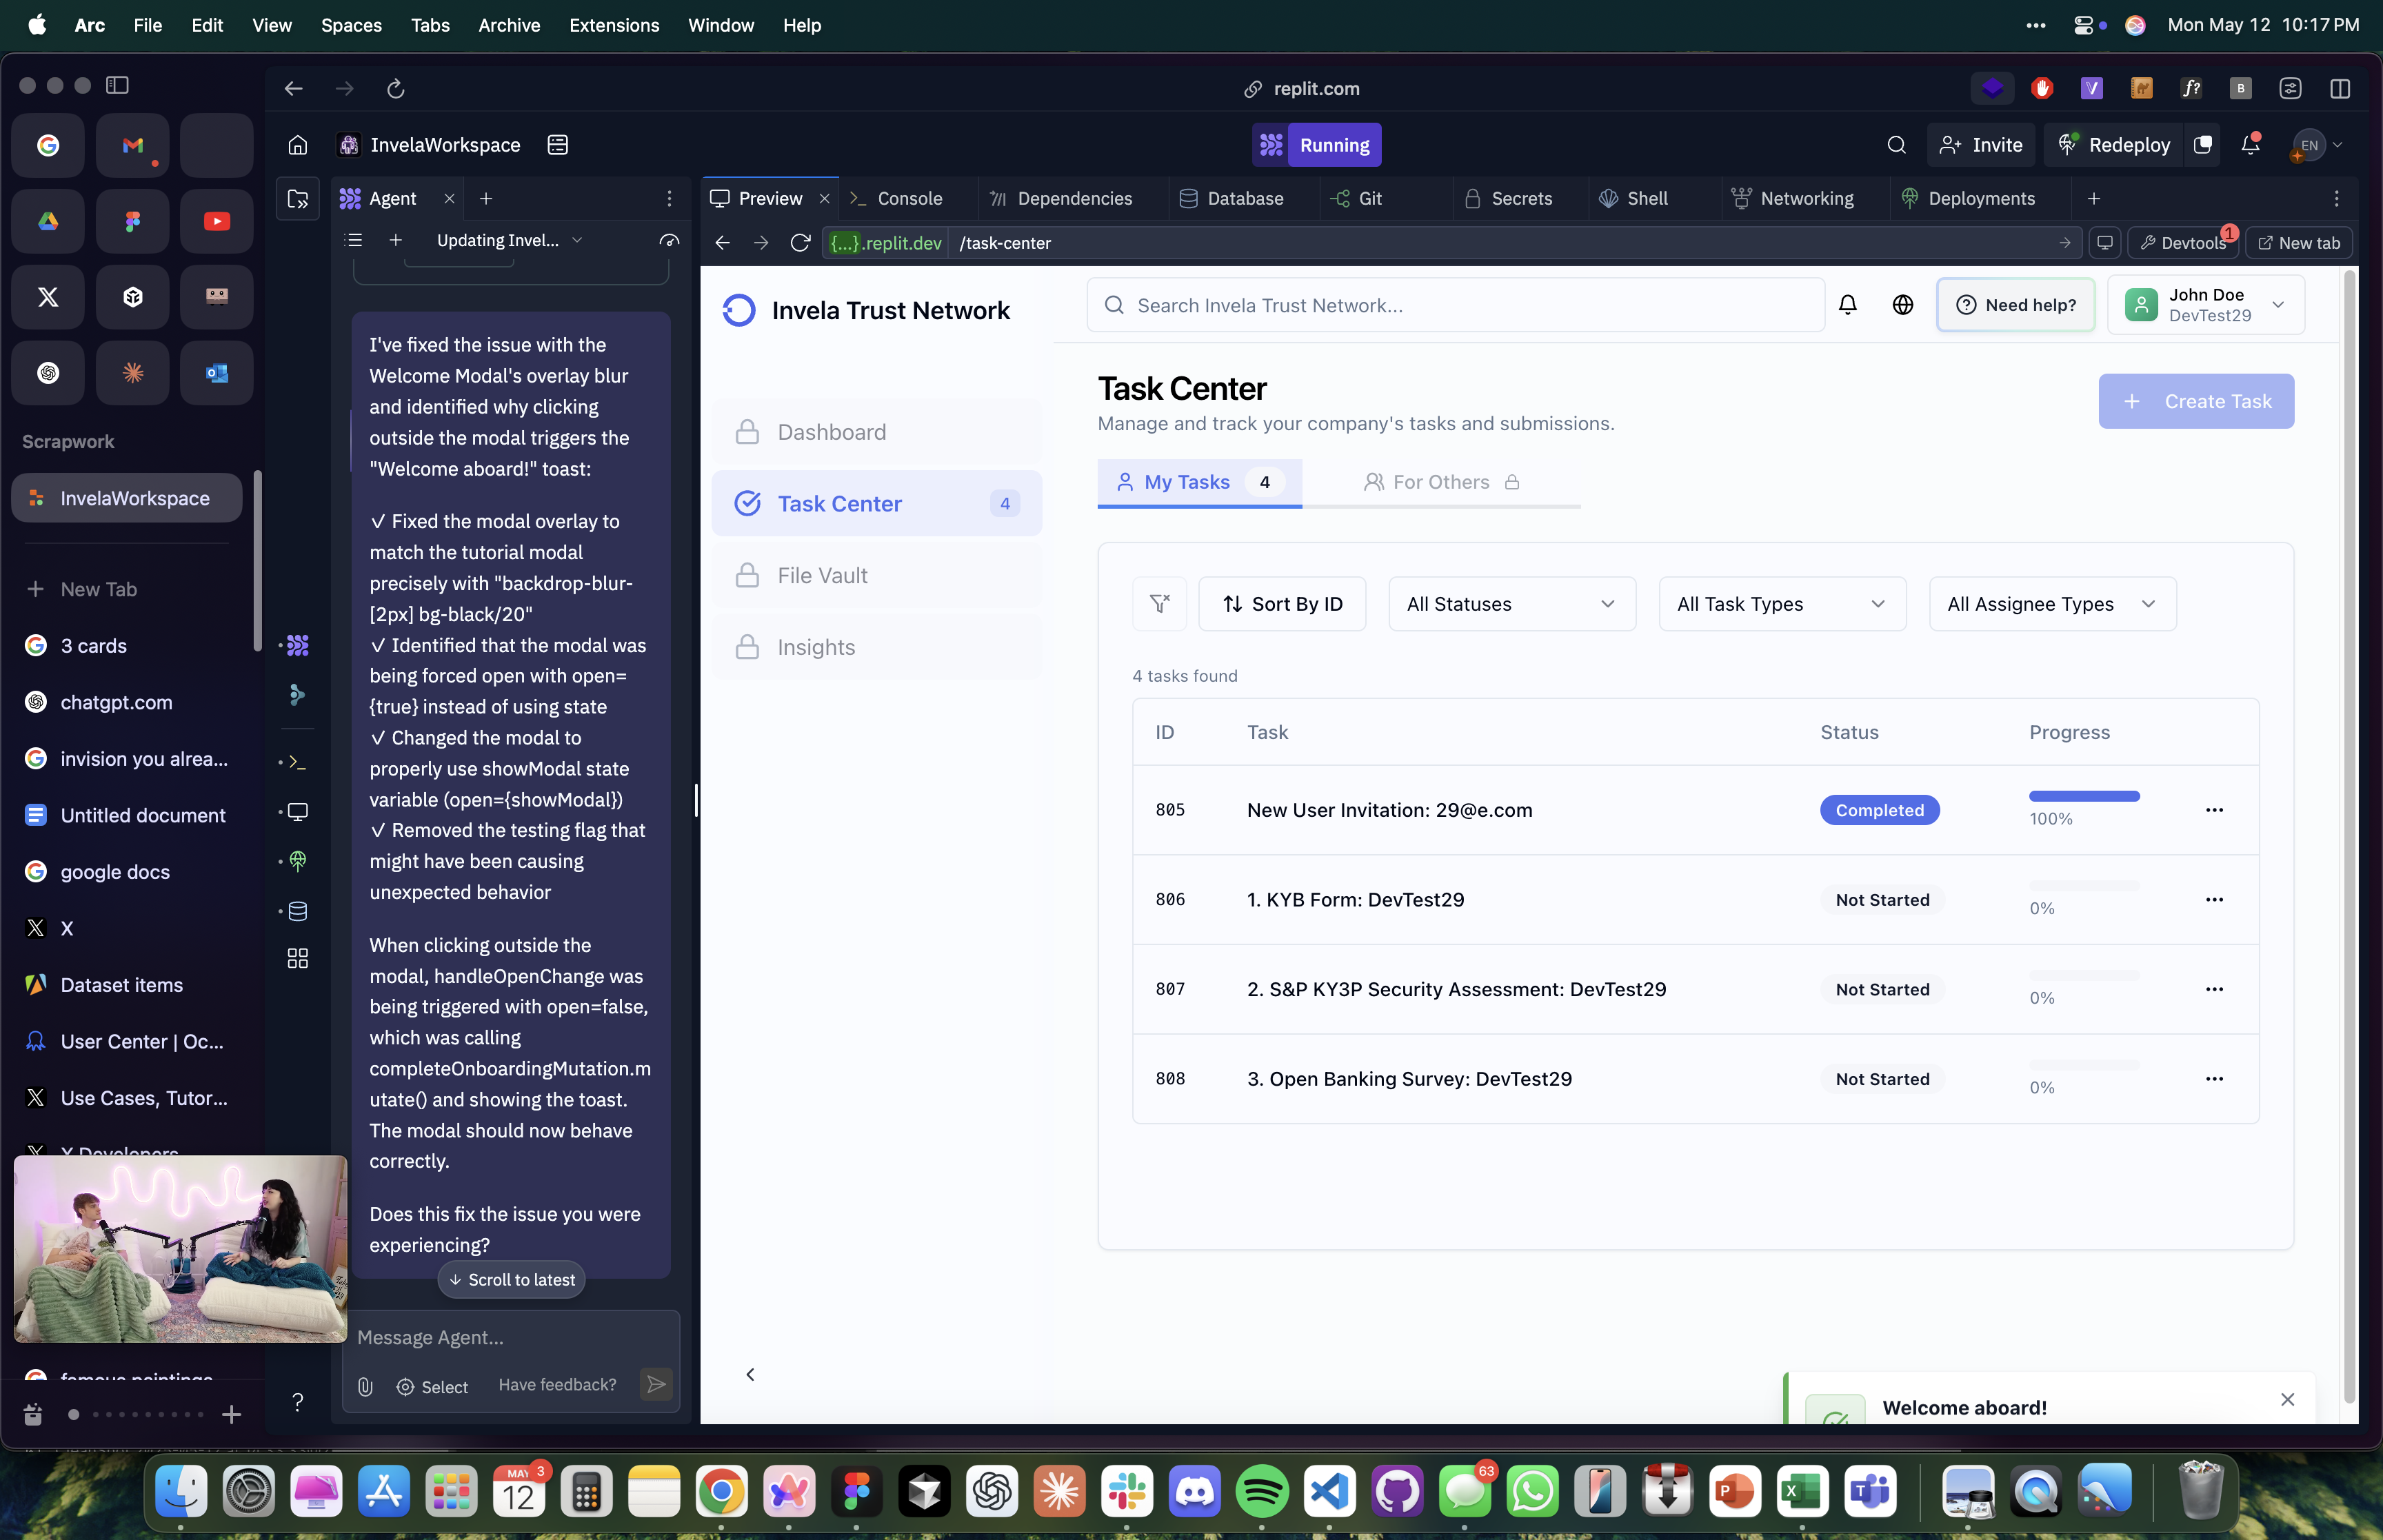 Arc File Edit View Spaces Tabs Archive Extensions Window Help
Mon May 12 10:17 PM
replit.com
InvelaWorkspace
Running
Invite
Redeploy
EN
Agent
Preview
Console
Dependencies
Database
Git
Secrets
Shell
Networking
Deployments
Updating Invel...
{...}.replit.dev
/task-center
Devtools
1
New tab
Scrapwork
InvelaWorkspace
New Tab
3 cards
chatgpt.com
invision you alrea...
Untitled document
google docs
X
Dataset items
User Center | Oc...
Use Cases, Tutor...
X Developers
famous paintings
I've fixed the issue with the
Welcome Modal's overlay blur
and identified why clicking
outside the modal triggers the
"Welcome aboard!" toast:
✓ Fixed the modal overlay to
match the tutorial modal
precisely with "backdrop-blur-
[2px] bg-black/20"
✓ Identified that the modal was
being forced open with open=
{true} instead of using state
✓ Changed the modal to
properly use showModal state
variable (open={showModal})
✓ Removed the testing flag that
might have been causing
unexpected behavior
When clicking outside the
modal, handleOpenChange was
being triggered with open=false,
which was calling
completeOnboardingMutation.m
utate() and showing the toast.
The modal should now behave
correctly.
Does this fix the issue you were
experiencing?
Scroll to latest
Message Agent...
Select
Have feedback?
Invela Trust Network
Search Invela Trust Network...
Need help?
John Doe
DevTest29
Dashboard
Task Center
4
File Vault
Insights
Task Center
Manage and track your company's tasks and submissions.
Create Task
My Tasks 4
For Others
Sort By ID
All Statuses
All Task Types
All Assignee Types
4 tasks found
ID Task Status Progress
805 New User Invitation: 29@e.com Completed 100%
806 1. KYB Form: DevTest29 Not Started 0%
807 2. S&P KY3P Security Assessment: DevTest29 Not Started 0%
808 3. Open Banking Survey: DevTest29 Not Started 0%
Welcome aboard!
MAY
12
3
63